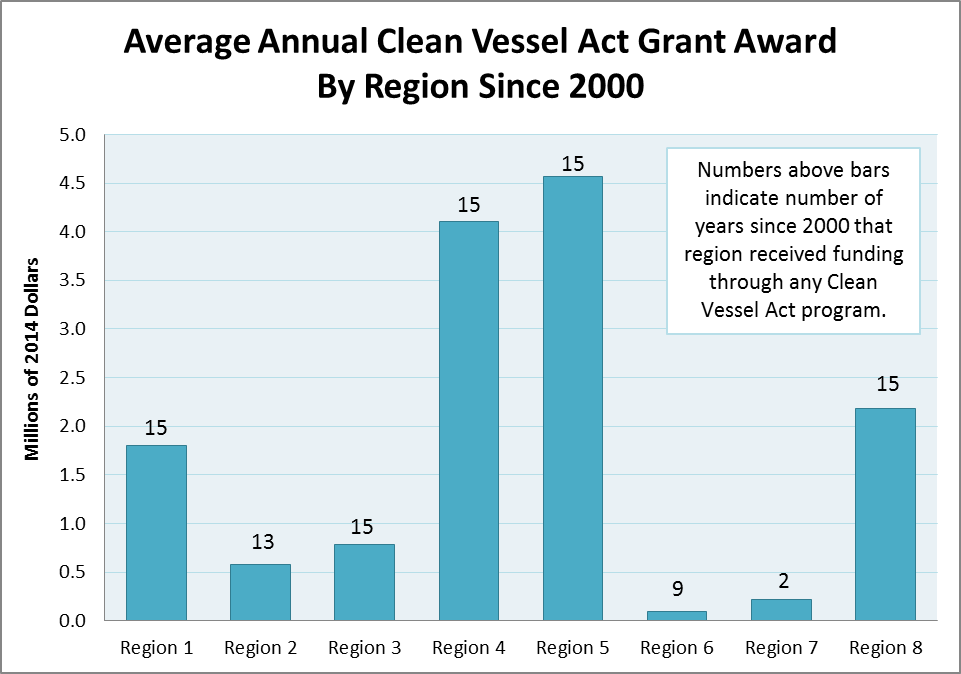 Average Annual Clean Vessel Act Grant Award
By Region Since 2000
Millions of 2014 Dollars
5.0
4.5
4.0
3.5
3.0
2.5
2.0
1.5
1.0
0.5
0.0
15
13
15
15
15
9
2
15
Numbers above bars
indicate number of
years since 2000 that
region received funding
through any Clean
Vessel Act program.
Region 1
Region 2
Region 3
Region 4
Region 5
Region 6
Region 7
Region 8